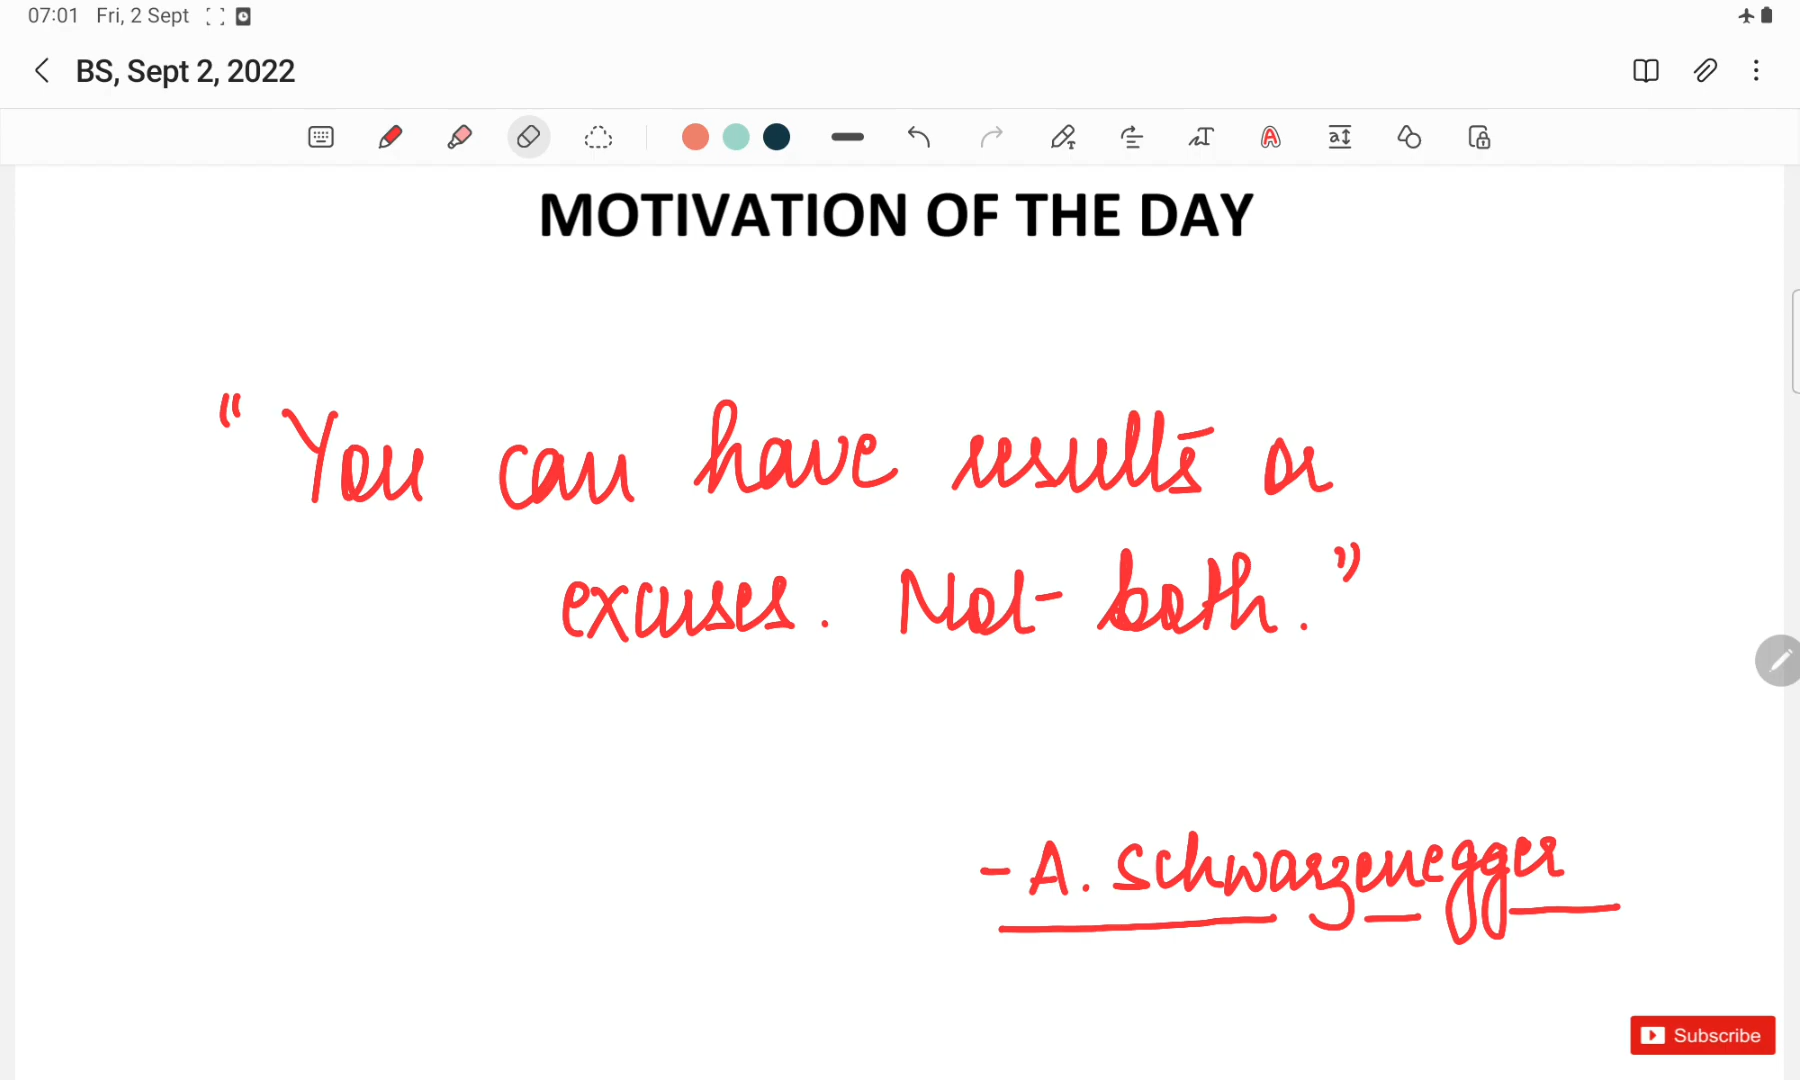 07:01 Fri, 2 Sept
BS, Sept 2, 2022
MOTIVATION OF THE DAY
“ You can have results or
excuses. Not both. ”
- A. Schwarzenegger
Subscribe